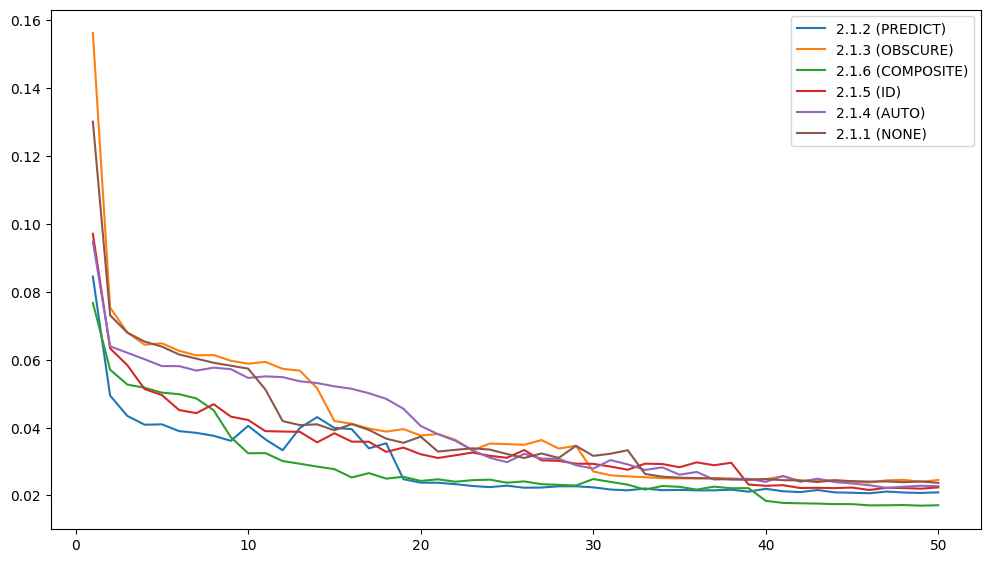 0.16
0.14
0.12
0.10
0.08
0.06
0.04
0.02
0
10
20
30
40
50
2.1.2 (PREDICT)
2.1.3 (OBSCURE)
2.1.6 (COMPOSITE)
2.1.5 (ID)
2.1.4 (AUTO)
2.1.1 (NONE)